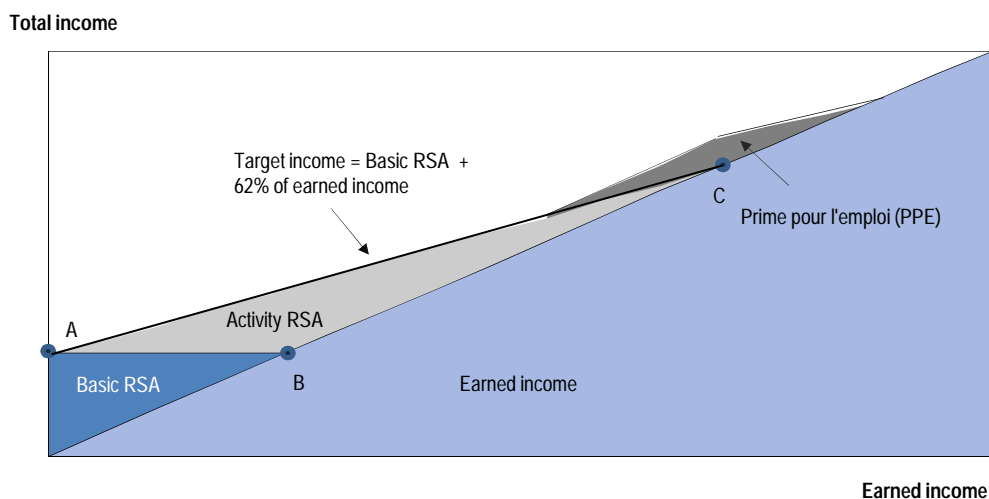 Total income
Target income = Basic RSA +
62% of earned income
C
Prime pour l'emploi (PPE)
A
Activity RSA
Basic RSA
B
Earned income
Earned income